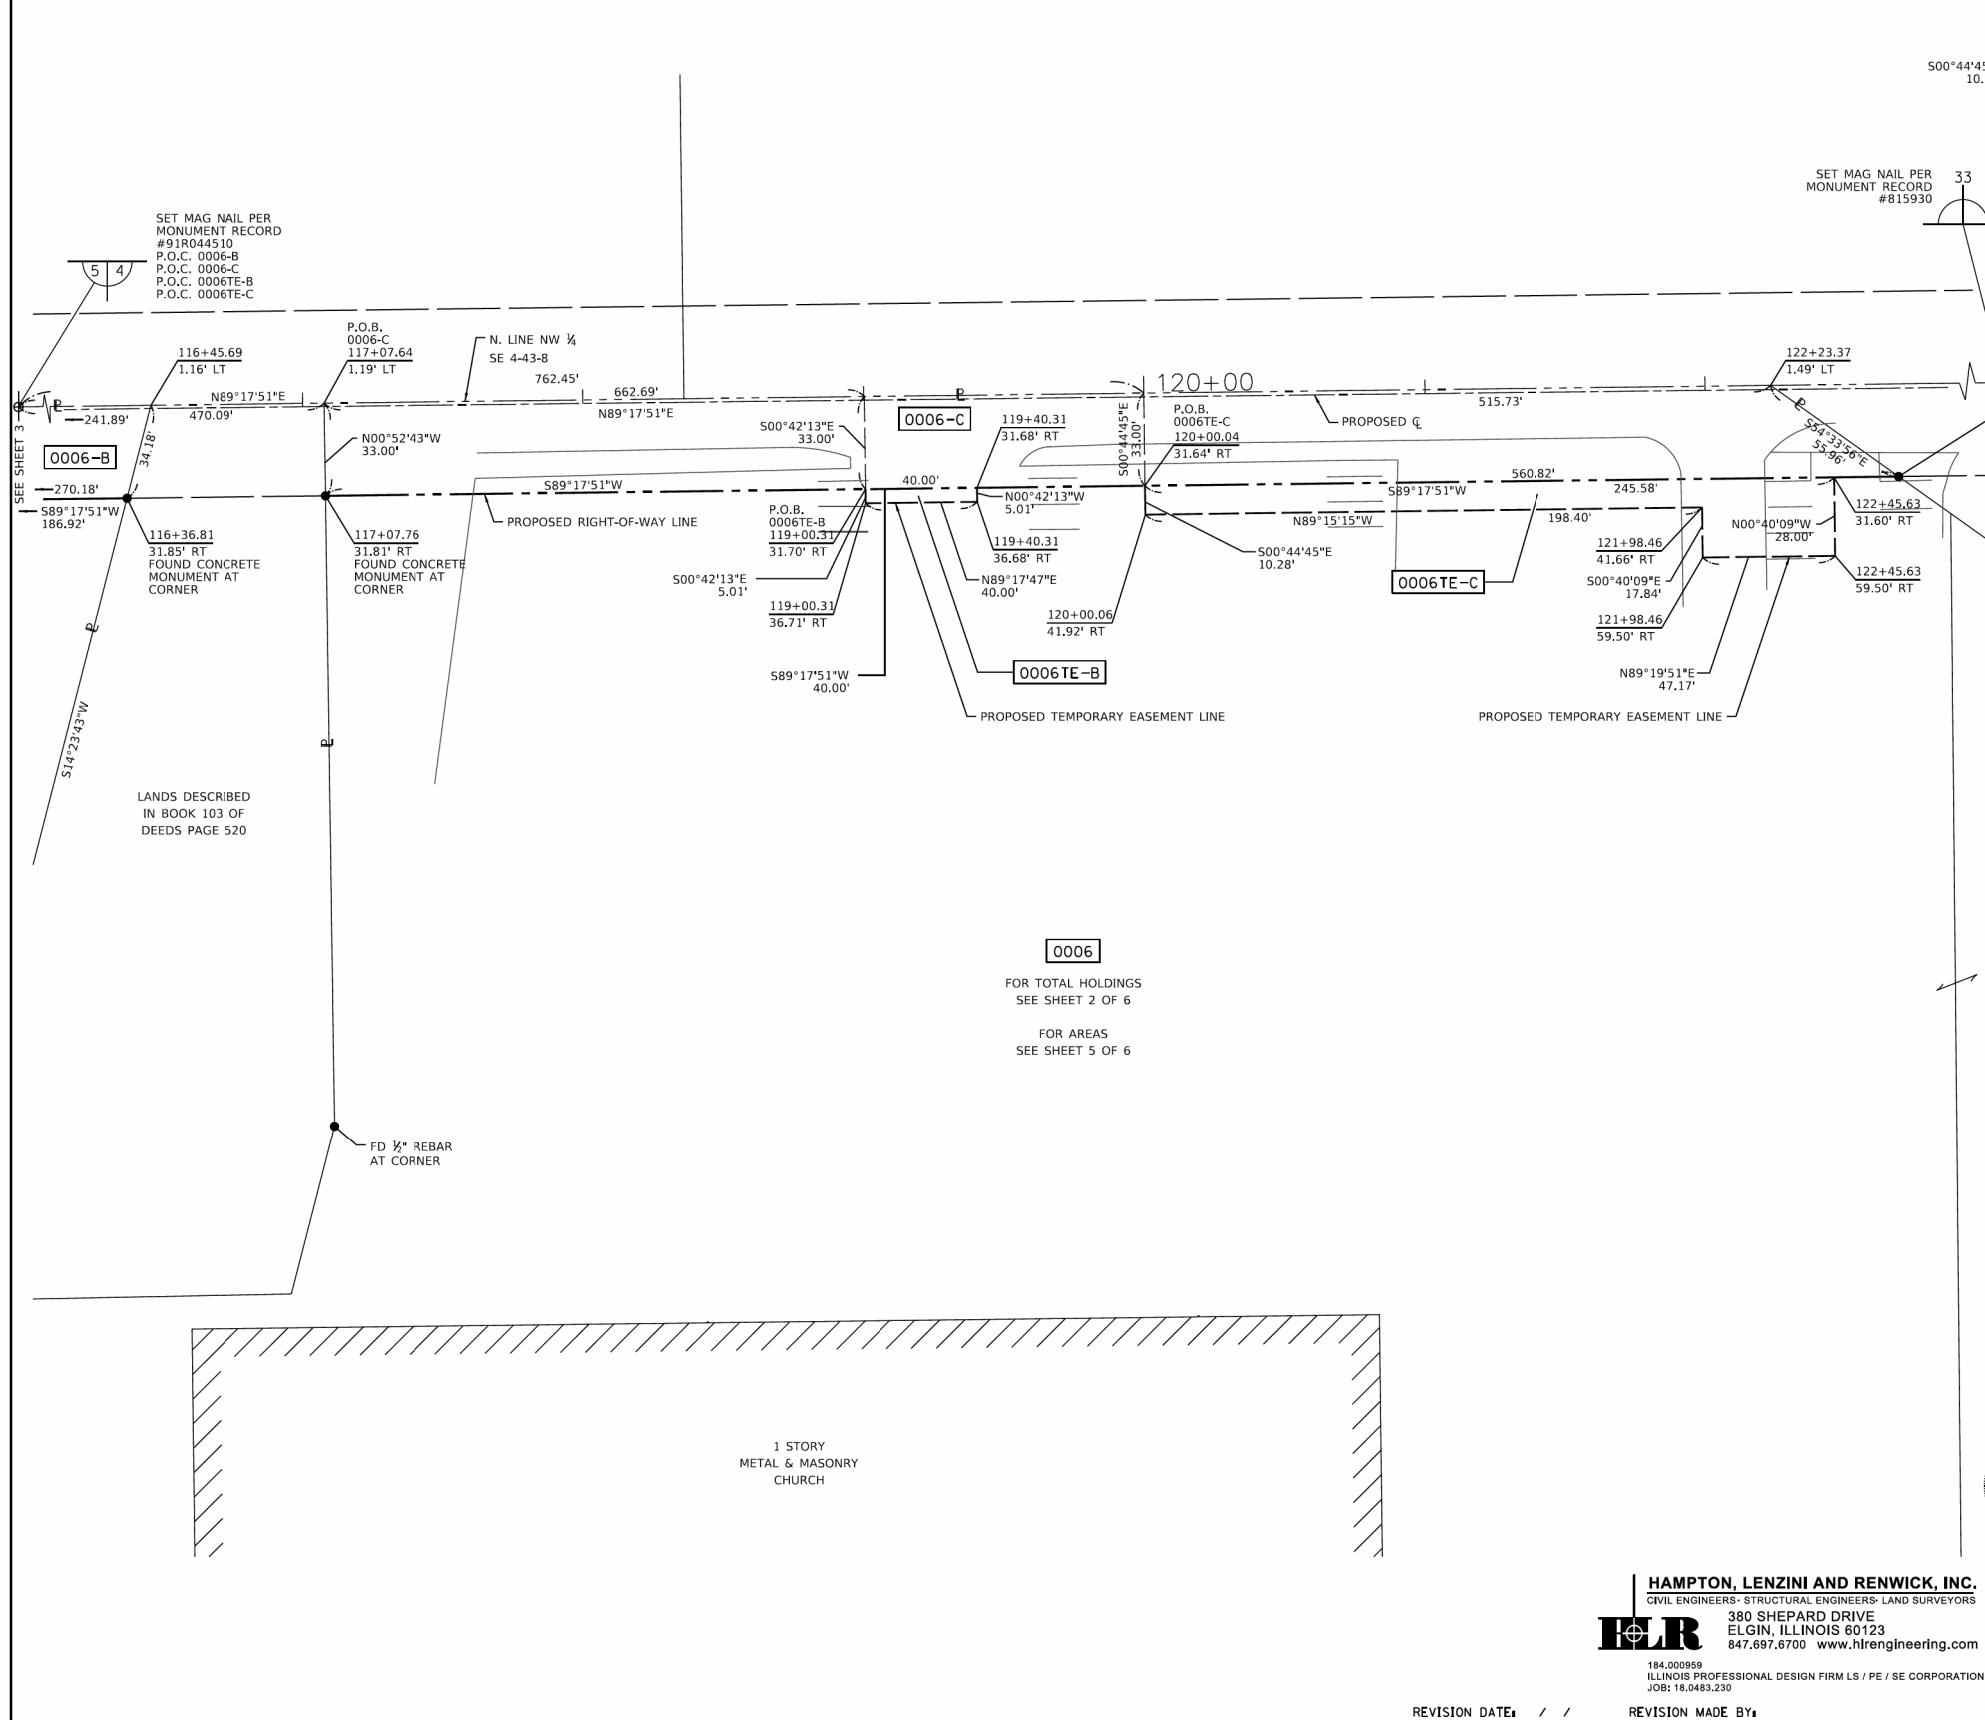 S00°44'45
10.
SET MAG NAIL PER
MONUMENT RECORD
#815930
33
SET MAG NAIL PER
MONUMENT RECORD
#91R044510
P.O.C. 0006-B
P.O.C. 0006-C
P.O.C. 0006TE-B
P.O.C. 0006TE-C
5 4
116+45.69
1.16' LT
P.O.B.
0006-C
117+07.64
1.19' LT
N. LINE NW ¼
SE 4-43-8
762.45'
662.69'
N89°17'51"E
120+00
515.73'
122+23.37
1.49' LT
PROPOSED ℄
SEE SHEET 3
241.89'
N89°17'51"E
470.09'
0006-B
34.18'
N00°52'43"W
33.00'
S00°42'13"E
33.00'
0006-C
119+40.31
31.68' RT
S00°44'45"E
33.00'
P.O.B.
0006TE-C
120+00.04
31.64' RT
S54°33'56"E
55.96'
270.18'
S89°17'51"W
186.92'
S89°17'51"W
40.00'
S89°17'51"W
560.82'
245.58'
116+36.81
31.85' RT
FOUND CONCRETE
MONUMENT AT
CORNER
117+07.76
31.81' RT
FOUND CONCRETE
MONUMENT AT
CORNER
PROPOSED RIGHT-OF-WAY LINE
P.O.B.
0006TE-B
119+00.31
31.70' RT
N00°42'13"W
5.01'
119+40.31
36.68' RT
N89°15'15"W
198.40'
N00°40'09"W
28.00'
122+45.63
31.60' RT
S00°42'13"E
5.01'
N89°17'47"E
40.00'
S00°44'45"E
10.28'
0006TE-C
121+98.46
41.66' RT
S00°40'09"E
17.84'
122+45.63
59.50' RT
119+00.31
36.71' RT
120+00.06
41.92' RT
121+98.46
59.50' RT
S89°17'51"W
40.00'
0006TE-B
N89°19'51"E
47.17'
PROPOSED TEMPORARY EASEMENT LINE
PROPOSED TEMPORARY EASEMENT LINE
S14°23'43"W
LANDS DESCRIBED
IN BOOK 103 OF
DEEDS PAGE 520
0006
FOR TOTAL HOLDINGS
SEE SHEET 2 OF 6
FOR AREAS
SEE SHEET 5 OF 6
FD ½" REBAR
AT CORNER
1 STORY
METAL & MASONRY
CHURCH
HAMPTON, LENZINI AND RENWICK, INC.
CIVIL ENGINEERS• STRUCTURAL ENGINEERS• LAND SURVEYORS
HLR
380 SHEPARD DRIVE
ELGIN, ILLINOIS 60123
847.697.6700 www.hlrengineering.com
184.000959
ILLINOIS PROFESSIONAL DESIGN FIRM LS / PE / SE CORPORATION
JOB: 18.0483.230
REVISION DATE: / / REVISION MADE BY: